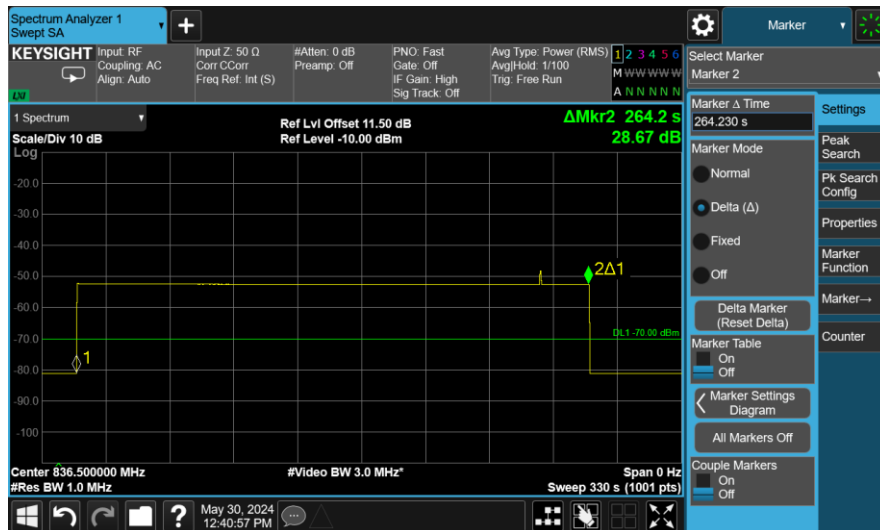 Spectrum Analyzer 1
Swept SA
Marker
KEYSIGHT
Input: RF
Coupling: AC
Align: Auto
Input Z: 50 Ω
Corr CCorr
Freq Ref: Int (S)
#Atten: 0 dB
Preamp: Off
PNO: Fast
Gate: Off
IF Gain: High
Sig Track: Off
Avg Type: Power (RMS)
Avg|Hold: 1/100
Trig: Free Run
1 2 3 4 5 6
M W W W W W
A N N N N N
LXI
Select Marker
Marker 2
1 Spectrum
Scale/Div 10 dB
Ref Lvl Offset 11.50 dB
Ref Level -10.00 dBm
ΔMkr2 264.2 s
28.67 dB
Log
-20.0
-30.0
-40.0
-50.0
-60.0
-70.0
-80.0
-90.0
-100
1
2Δ1
DL1 -70.00 dBm
Center 836.500000 MHz
#Res BW 1.0 MHz
#Video BW 3.0 MHz*
Span 0 Hz
Sweep 330 s (1001 pts)
Marker Δ Time
264.230 s
Marker Mode
Normal
Delta (Δ)
Fixed
Off
Delta Marker
(Reset Delta)
Marker Table
On
Off
Marker Settings
Diagram
All Markers Off
Couple Markers
On
Off
Settings
Peak
Search
Pk Search
Config
Properties
Marker
Function
Marker→
Counter
?
May 30, 2024
12:40:57 PM